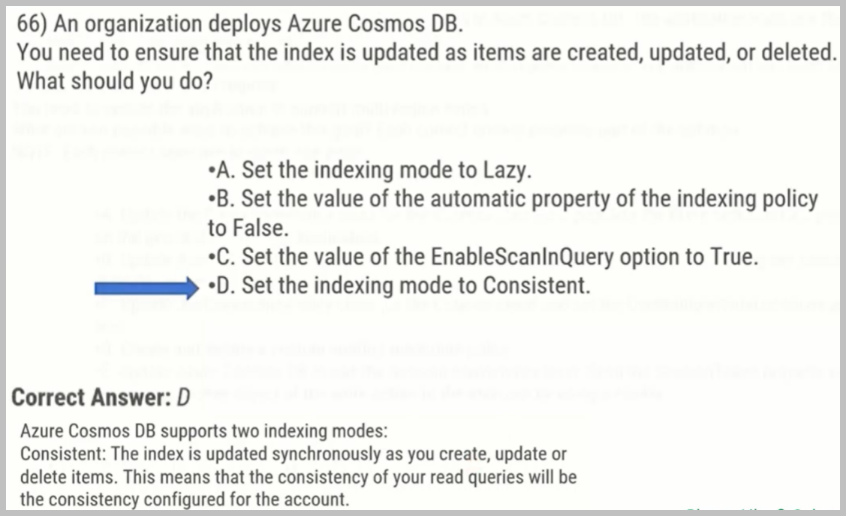 66) An organization deploys Azure Cosmos DB.
You need to ensure that the index is updated as items are created, updated, or deleted.
What should you do?
•A. Set the indexing mode to Lazy.
•B. Set the value of the automatic property of the indexing policy
to False.
•C. Set the value of the EnableScanInQuery option to True.
•D. Set the indexing mode to Consistent.
Correct Answer: D
Azure Cosmos DB supports two indexing modes:
Consistent: The index is updated synchronously as you create, update or
delete items. This means that the consistency of your read queries will be
the consistency configured for the account.